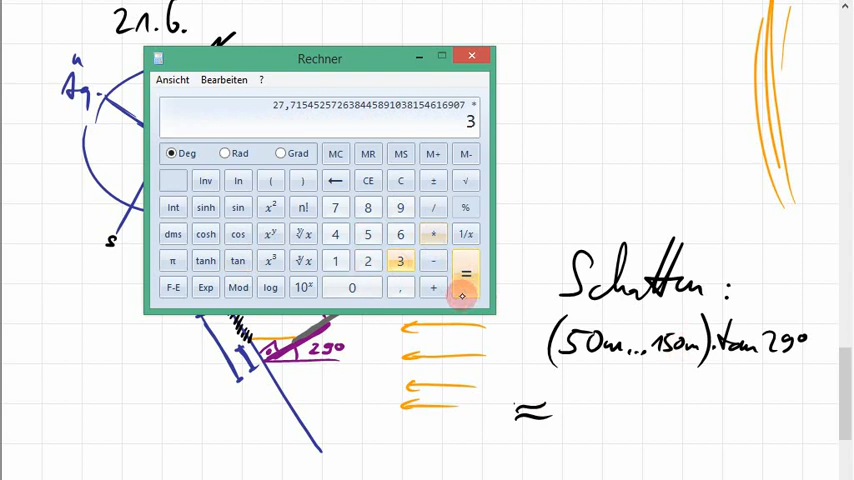 21.6.
N
Äq.
S
Rechner
Ansicht Bearbeiten ?
27,715452572638445891038154616907 *
3
Deg Rad Grad MC MR MS M+ M-
Inv ln ( ) ← CE C ± √
Int sinh sin x² n! 7 8 9 / %
dms cosh cos xʸ ʸ√x 4 5 6 * 1/x
π tanh tan x³ ³√x 1 2 3 - =
F-E Exp Mod log 10ˣ 0 , +
29°
Schatten:
(50m...150m)·tan 29°
≈